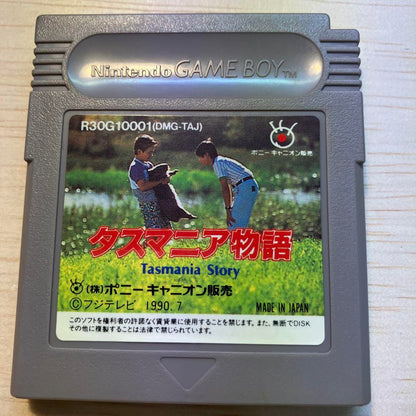 Nintendo GAME BOY TM
R30G10001(DMG-TAJ)
ポニーキャニオン販売
タスマニア物語
Tasmania Story
(株)ポニーキャニオン販売
©フジテレビ 1990.7
MADE IN JAPAN
このソフトを権利者の許諾なく賃貸業に使用することを禁じます。また、無断でDISK
その他に複製することは法律で禁じられています。